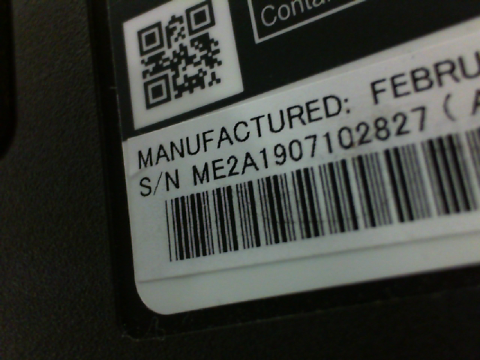 Conta
MANUFACTURED: FEBRU
S/N ME2A1907102827 ( A